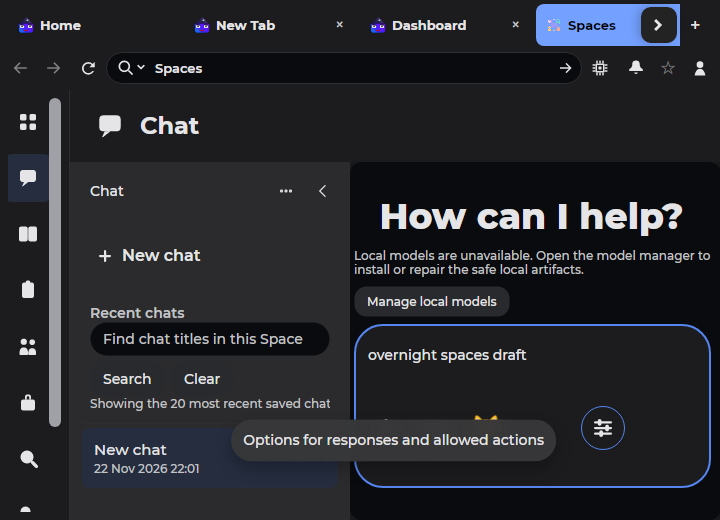 Home
New Tab
Dashboard
Spaces
Spaces
Chat
Chat
New chat
Recent chats
Find chat titles in this Space
Search
Clear
Showing the 20 most recent saved chat
New chat
22 Nov 2026 22:01
How can I help?
Local models are unavailable. Open the model manager to
install or repair the safe local artifacts.
Manage local models
overnight spaces draft
Options for responses and allowed actions